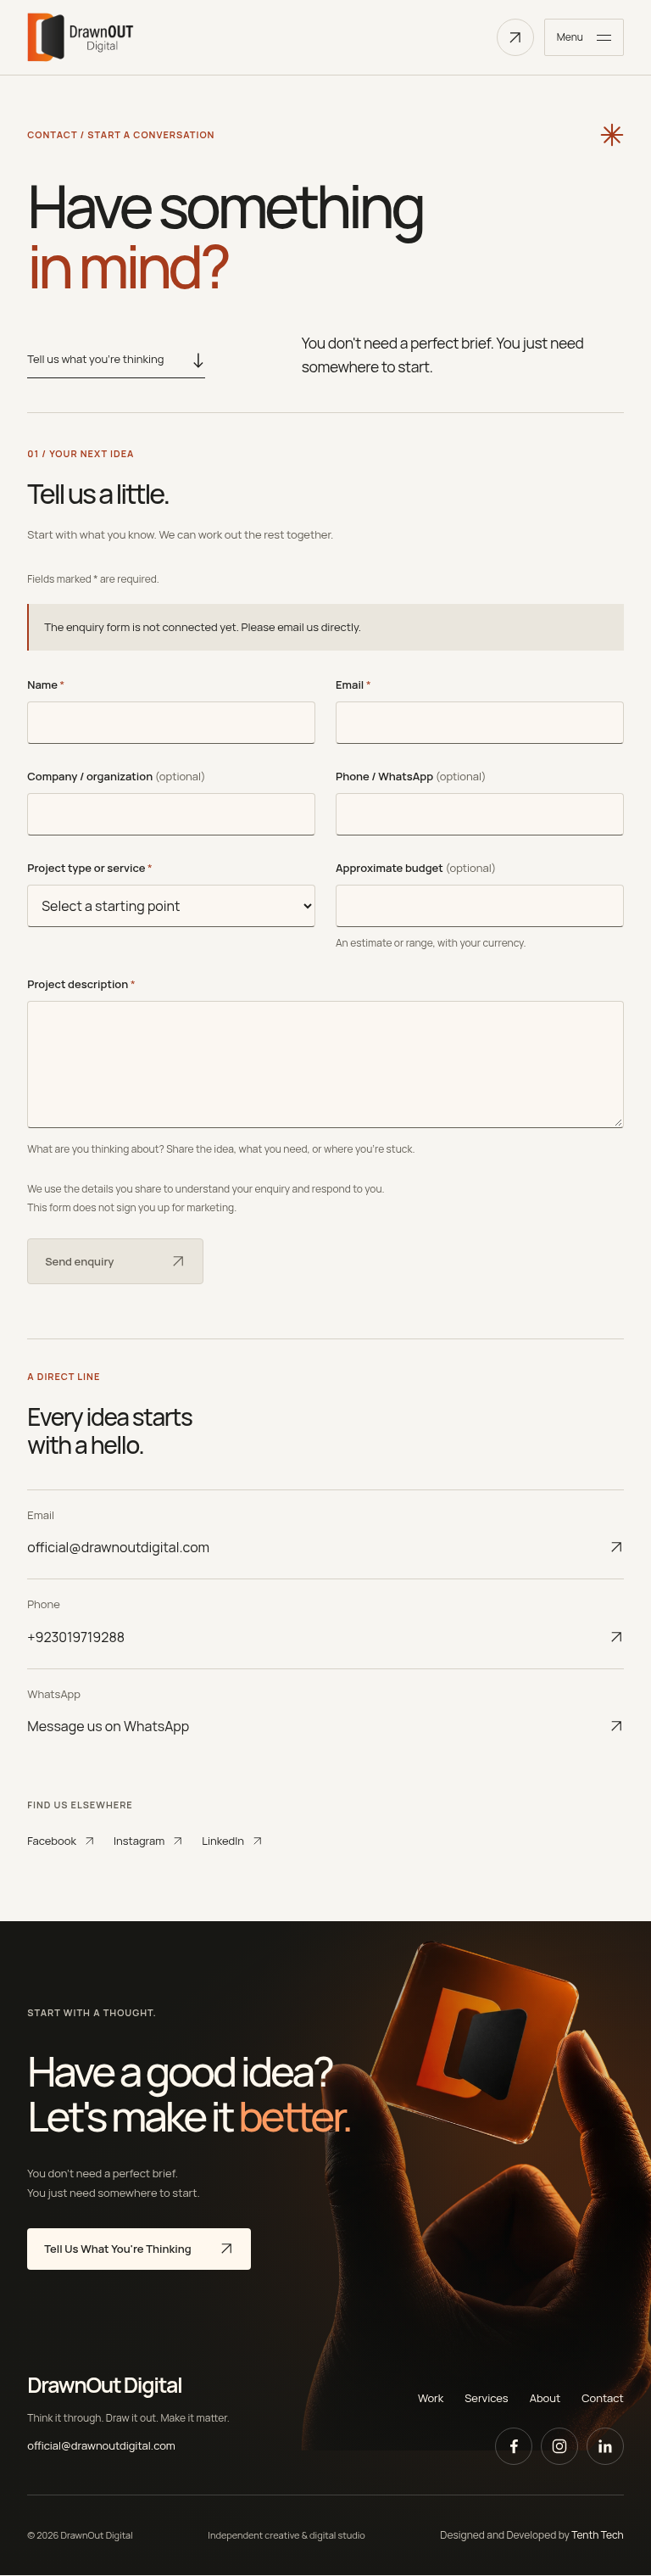 DrawnOUT
Digital
Menu
CONTACT / START A CONVERSATION
Have something
in mind?
Tell us what you're thinking
You don't need a perfect brief. You just need
somewhere to start.
01 / YOUR NEXT IDEA
Tell us a little.
Start with what you know. We can work out the rest together.
Fields marked * are required.
The enquiry form is not connected yet. Please email us directly.
Name *
Email *
Company / organization (optional)
Phone / WhatsApp (optional)
Project type or service *
Approximate budget (optional)
Select a starting point
An estimate or range, with your currency.
Project description *
What are you thinking about? Share the idea, what you need, or where you're stuck.
We use the details you share to understand your enquiry and respond to you.
This form does not sign you up for marketing.
Send enquiry
A DIRECT LINE
Every idea starts
with a hello.
Email
official@drawnoutdigital.com
Phone
+923019719288
WhatsApp
Message us on WhatsApp
FIND US ELSEWHERE
Facebook
Instagram
LinkedIn
START WITH A THOUGHT.
Have a good idea?
Let's make it better.
You don't need a perfect brief.
You just need somewhere to start.
Tell Us What You're Thinking
DrawnOut Digital
Think it through. Draw it out. Make it matter.
official@drawnoutdigital.com
Work
Services
About
Contact
© 2026 DrawnOut Digital
Independent creative & digital studio
Designed and Developed by Tenth Tech